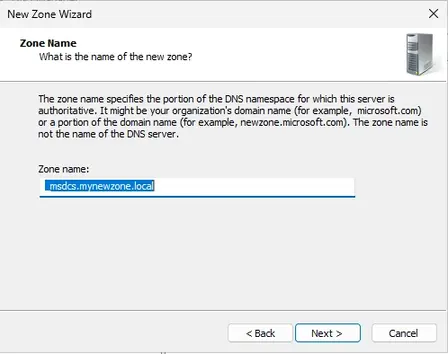 New Zone Wizard
Zone Name
What is the name of the new zone?
The zone name specifies the portion of the DNS namespace for which this server is
authoritative. It might be your organization's domain name (for example, microsoft.com)
or a portion of the domain name (for example, newzone.microsoft.com). The zone name is
not the name of the DNS server.
Zone name:
_msdcs.mynewzone.local
< Back
Next >
Cancel